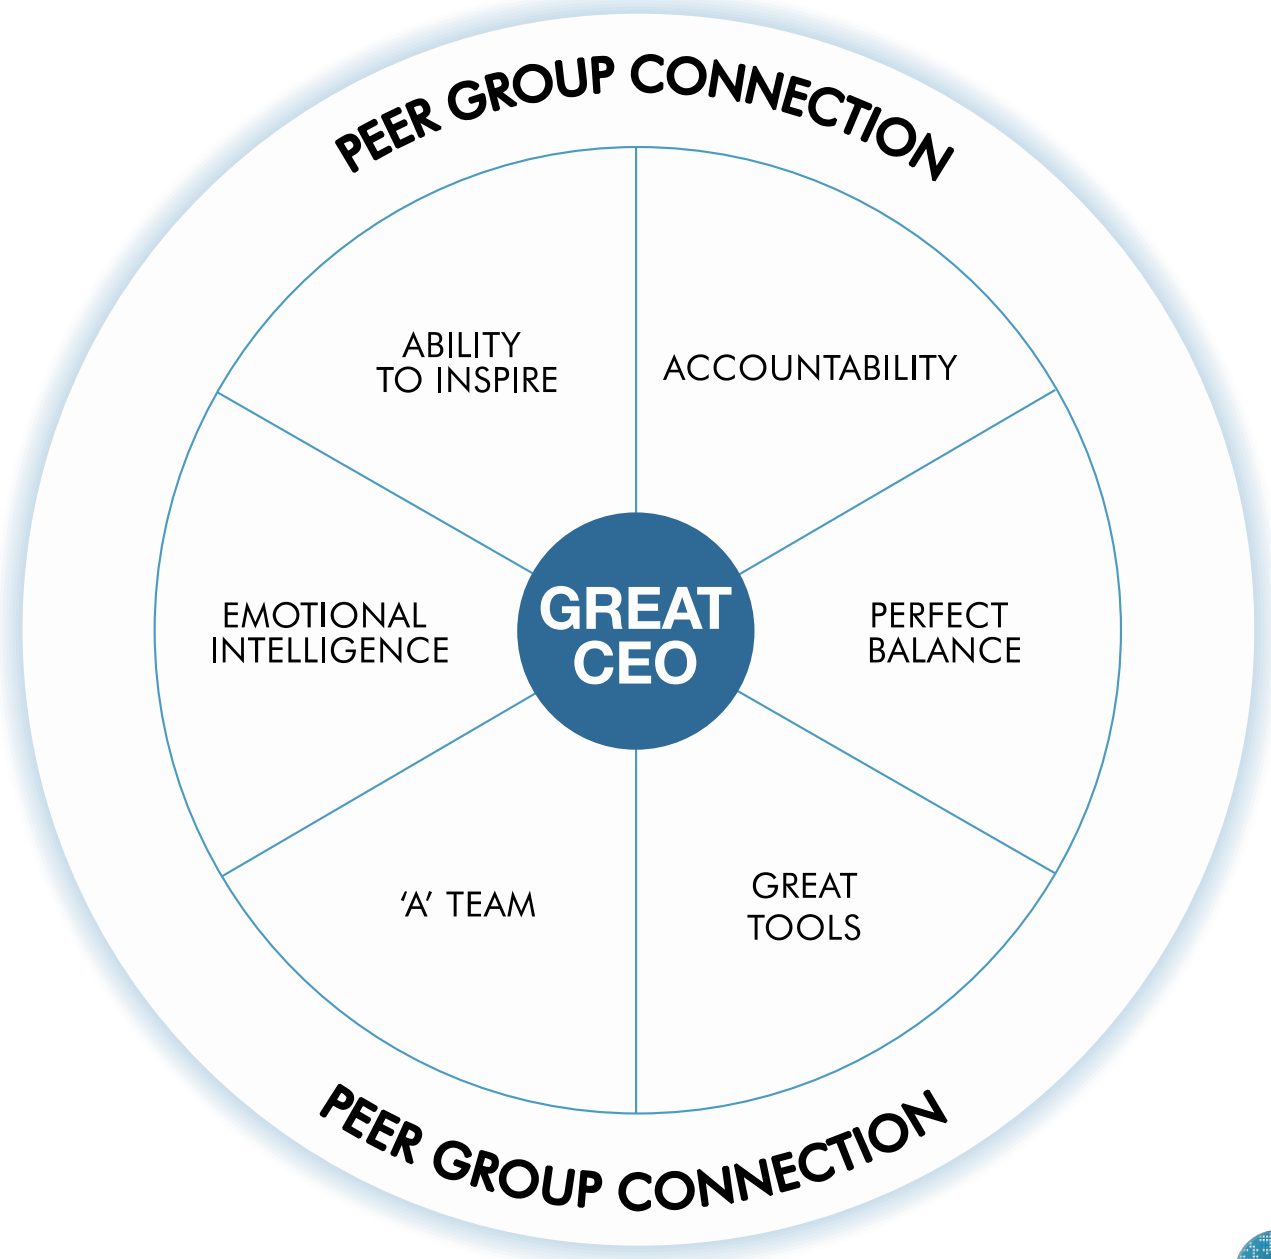 PEER GROUP CONNECTION
ABILITY
TO INSPIRE
ACCOUNTABILITY
EMOTIONAL
INTELLIGENCE
GREAT
CEO
PERFECT
BALANCE
‘A’ TEAM
GREAT
TOOLS
PEER GROUP CONNECTION